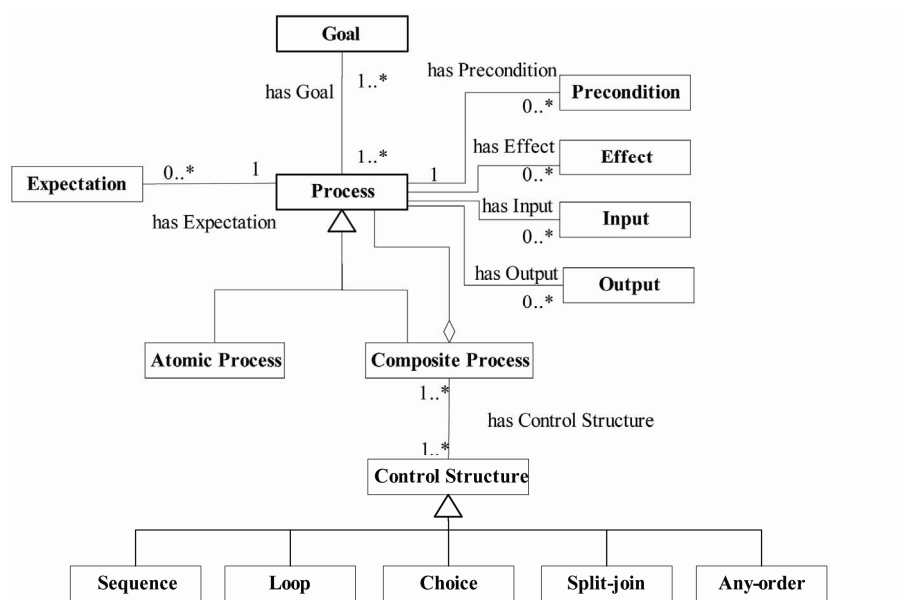 Goal
has Goal
1..*
has Precondition
0..*
Precondition
1..*
has Effect
0..*
Effect
Expectation
0..*
1
1
Process
has Expectation
has Input
0..*
Input
has Output
0..*
Output
Atomic Process
Composite Process
1..*
has Control Structure
1..*
Control Structure
Sequence
Loop
Choice
Split-join
Any-order